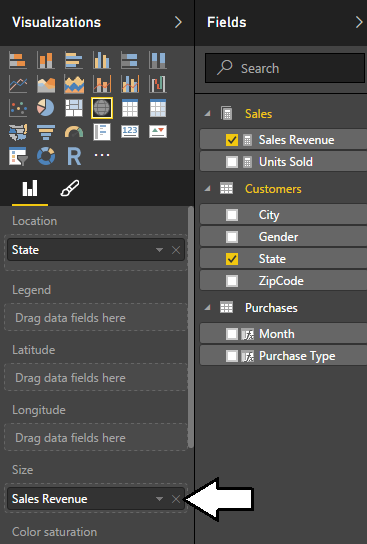 Visualizations
R
123
Location
State
Legend
Drag data fields here
Latitude
Drag data fields here
Longitude
Drag data fields here
Size
Sales Revenue
Color saturation
Fields
Search
Sales
Sales Revenue
Units Sold
Customers
City
Gender
State
ZipCode
Purchases
Month
Purchase Type